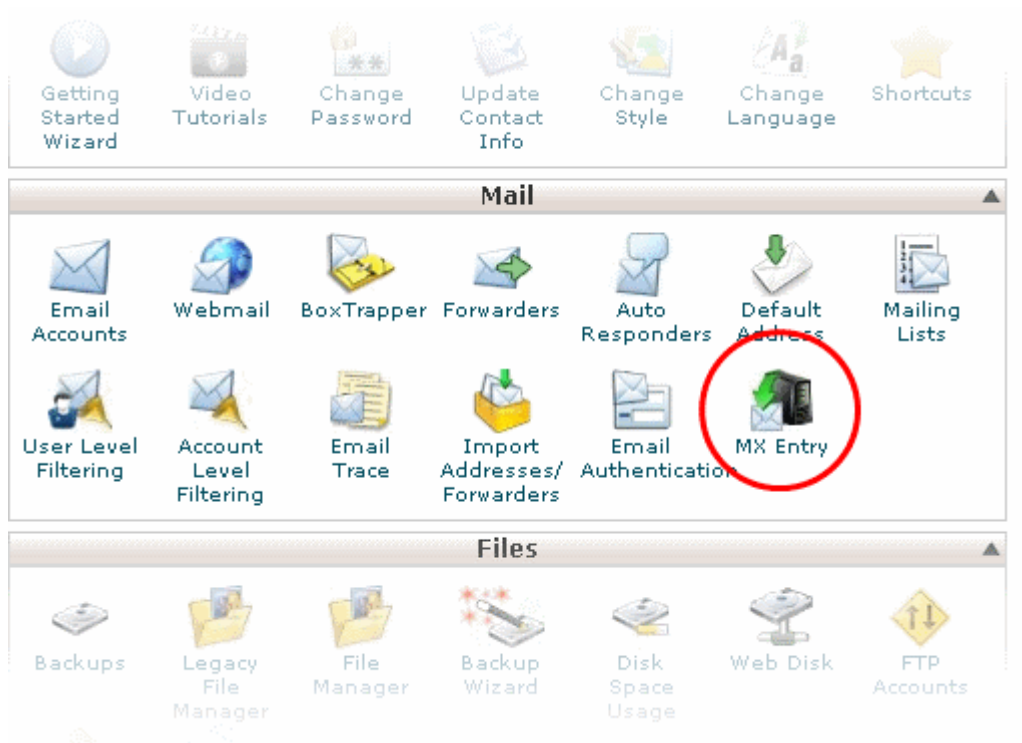 Getting Video Change Update Change Change Shortcuts
Started Tutorials Password Contact Style Language
Wizard Info
Mail
Email Webmail BoxTrapper Forwarders Auto Default Mailing
Accounts Responders Address Lists
User Level Account Email Import Email MX Entry
Filtering Level Trace Addresses/ Authentication
Filtering Forwarders
Files
Backups Legacy File Backup Disk Web Disk FTP
File Manager Wizard Space Accounts
Manager Usage